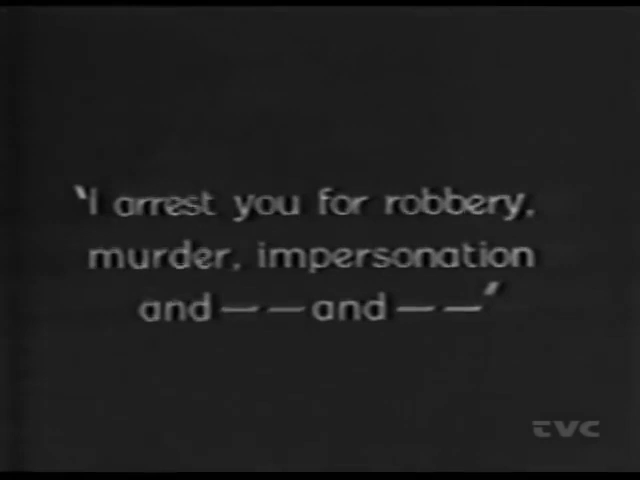 'I arrest you for robbery,
murder, impersonation
and — — and — —'
TVC